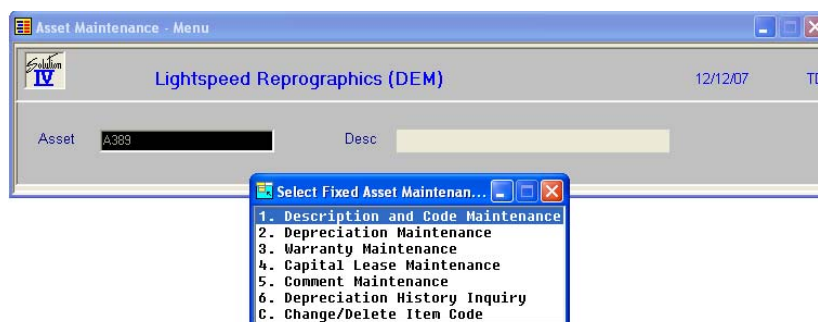 Asset Maintenance - Menu
Solution
IV
Lightspeed Reprographics (DEM)
12/12/07
Asset
A389
Desc
Select Fixed Asset Maintenan...
1. Description and Code Maintenance
2. Depreciation Maintenance
3. Warranty Maintenance
4. Capital Lease Maintenance
5. Comment Maintenance
6. Depreciation History Inquiry
C. Change/Delete Item Code